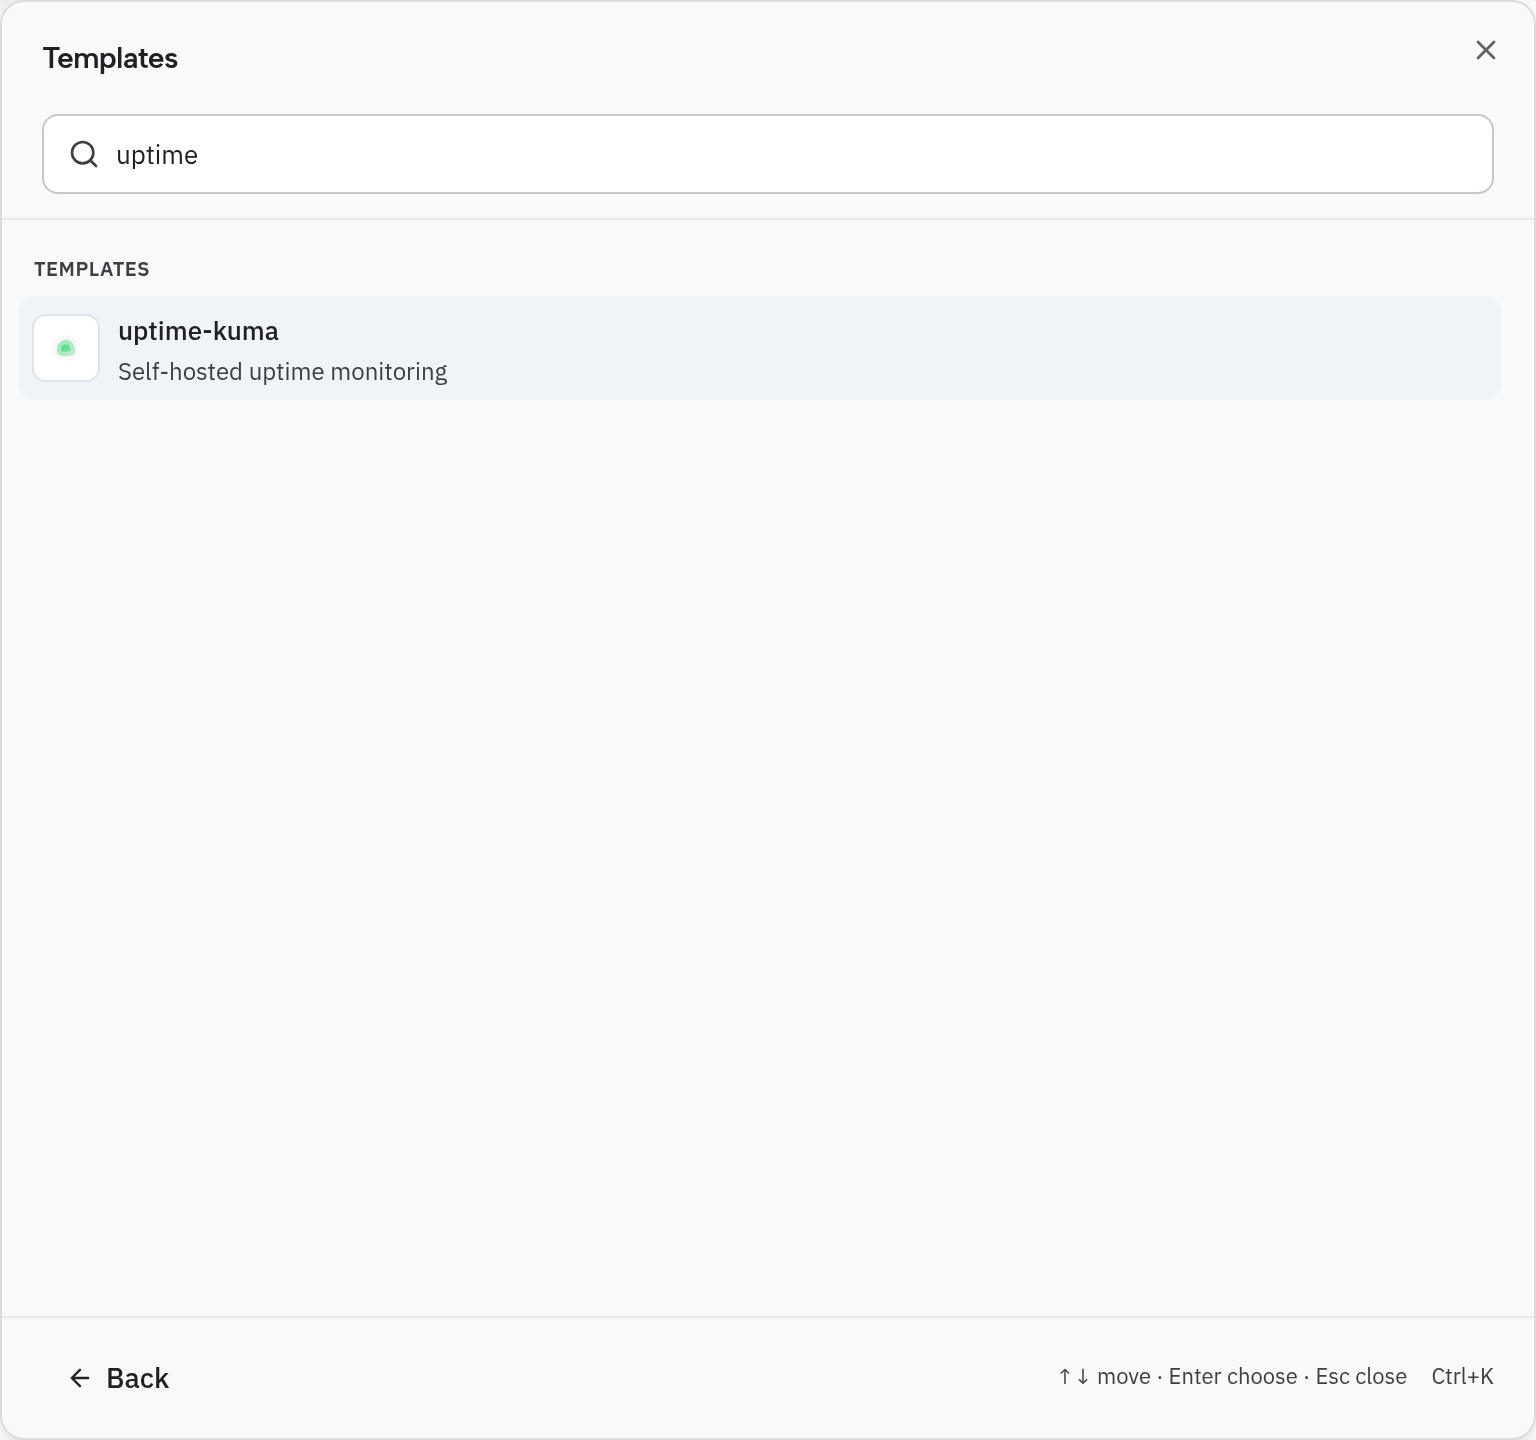 Templates
uptime
TEMPLATES
uptime-kuma
Self-hosted uptime monitoring
← Back
↑↓ move · Enter choose · Esc close Ctrl+K